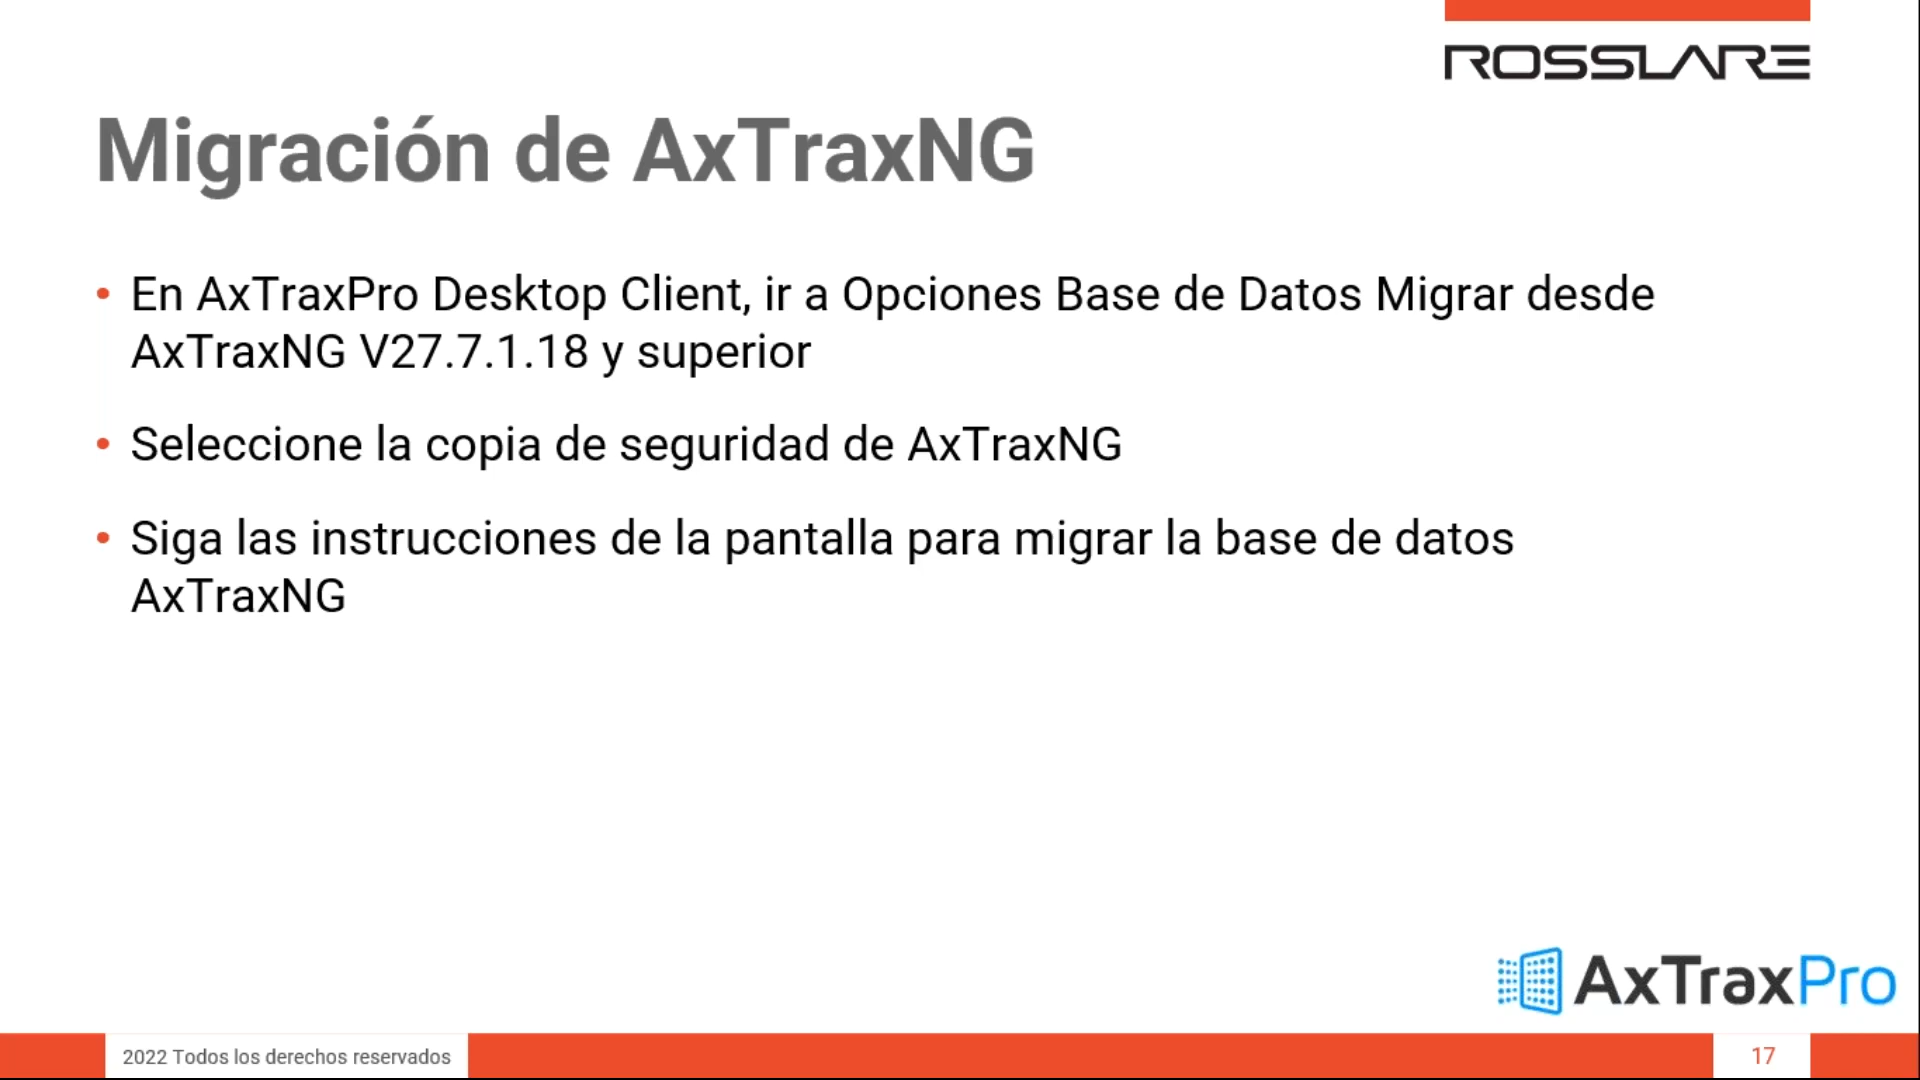 ROSSLARE
Migración de AxTraxNG
• En AxTraxPro Desktop Client, ir a Opciones Base de Datos Migrar desde
AxTraxNG V27.7.1.18 y superior
• Seleccione la copia de seguridad de AxTraxNG
• Siga las instrucciones de la pantalla para migrar la base de datos
AxTraxNG
AxTraxPro
2022 Todos los derechos reservados
17